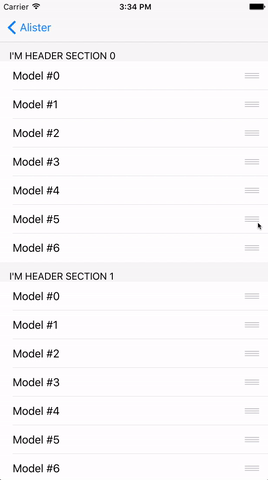 Carrier 3:34 PM
Alister
I'M HEADER SECTION 0
Model #0
Model #1
Model #2
Model #3
Model #4
Model #5
Model #6
I'M HEADER SECTION 1
Model #0
Model #1
Model #2
Model #3
Model #4
Model #5
Model #6